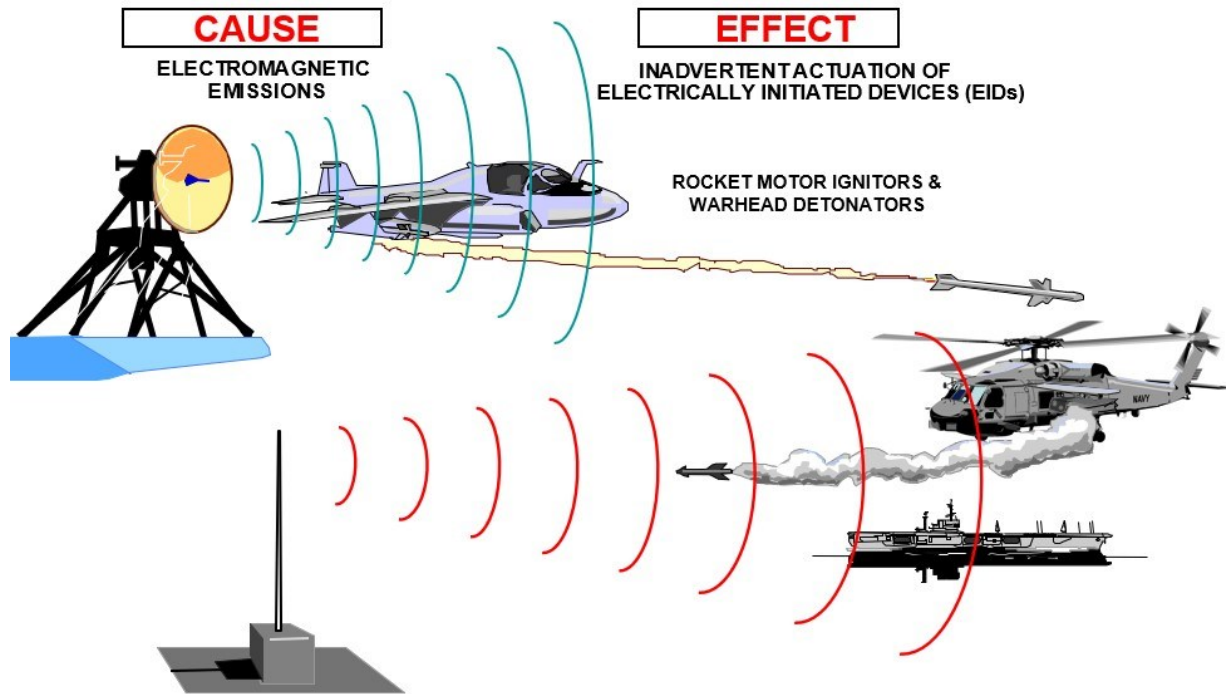 CAUSE
ELECTROMAGNETIC
EMISSIONS
EFFECT
INADVERTENT ACTUATION OF
ELECTRICALLY INITIATED DEVICES (EIDs)
ROCKET MOTOR IGNITORS &
WARHEAD DETONATORS
NAVY